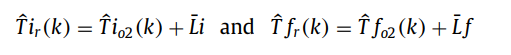 T̂i_r(k) = T̂i_o2(k) + L̄i and T̂f_r(k) = T̂f_o2(k) + L̄f